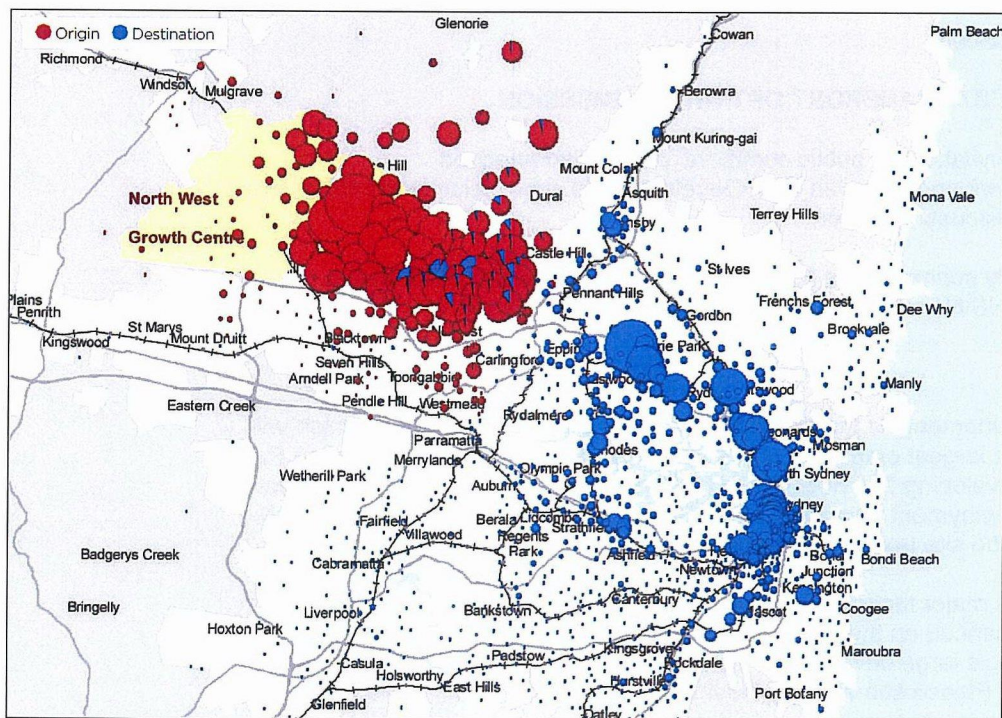 Origin
Destination
Glenorie
Cowan
Palm Beach
Richmond
Windsor
Mulgrave
Berowra
Mount Kuring-gai
Hill
Mount Colah
Asquith
Mona Vale
North West
Dural
Terrey Hills
Growth Centre
Castle Hill
St Ives
Plains
Penrith
Pennant Hills
Frenchs Forest
Dee Why
Gordon
Brookvale
Kingswood
St Marys
Mount Druitt
Blacktown
Seven Hills
Carlingford
Eastwood
Manly
Arndell Park
Toongabbie
Eastern Creek
Pendle Hill
Westmead
Rydalmere
Parramatta
Mosman
Merrylands
Wetherill Park
Olympic Park
Auburn
Fairfield
Villawood
Berala
Lidcombe
Regents
Park
Strathfield
Ashfield
Badgerys Creek
Cabramatta
Newtown
Junction
Bondi Beach
Kensington
Bringelly
Liverpool
Bankstown
Canterbury
Coogee
Hoxton Park
Kingsgrove
Maroubra
Casula
Holsworthy
Padstow
East Hills
Rockdale
Hurstville
Glenfield
Port Botany